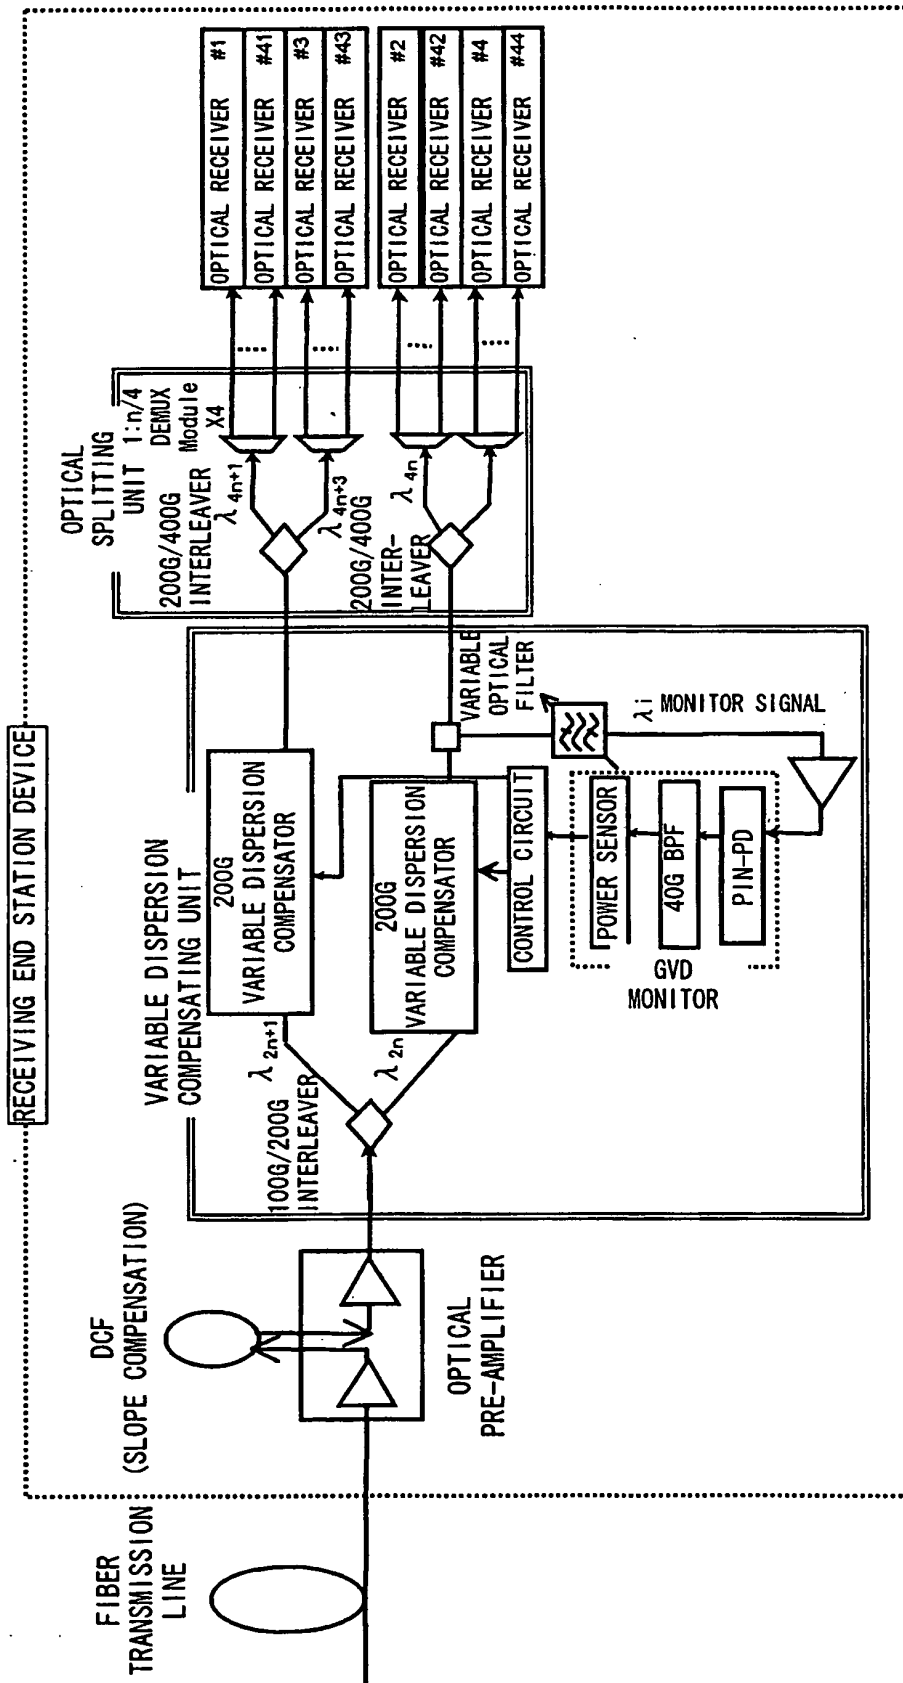 RECEIVING END STATION DEVICE
FIBER
TRANSMISSION
LINE
DCF
(SLOPE COMPENSATION)
OPTICAL
PRE-AMPLIFIER
VARIABLE DISPERSION
COMPENSATING UNIT
100G/200G
INTERLEAVER
λ2n+1
λ2n
200G
VARIABLE DISPERSION
COMPENSATOR
200G
VARIABLE DISPERSION
COMPENSATOR
CONTROL CIRCUIT
POWER SENSOR
40G BPF
PIN-PD
GVD
MONITOR
VARIABLE
OPTICAL
FILTER
λi MONITOR SIGNAL
OPTICAL
SPLITTING
UNIT
1:n/4
DEMUX
Module
X4
200G/400G
INTERLEAVER
λ4n+1
λ4n+3
200G/400G
INTER-
LEAVER
λ4n
OPTICAL RECEIVER #1
OPTICAL RECEIVER #41
OPTICAL RECEIVER #3
OPTICAL RECEIVER #43
OPTICAL RECEIVER #2
OPTICAL RECEIVER #42
OPTICAL RECEIVER #4
OPTICAL RECEIVER #44